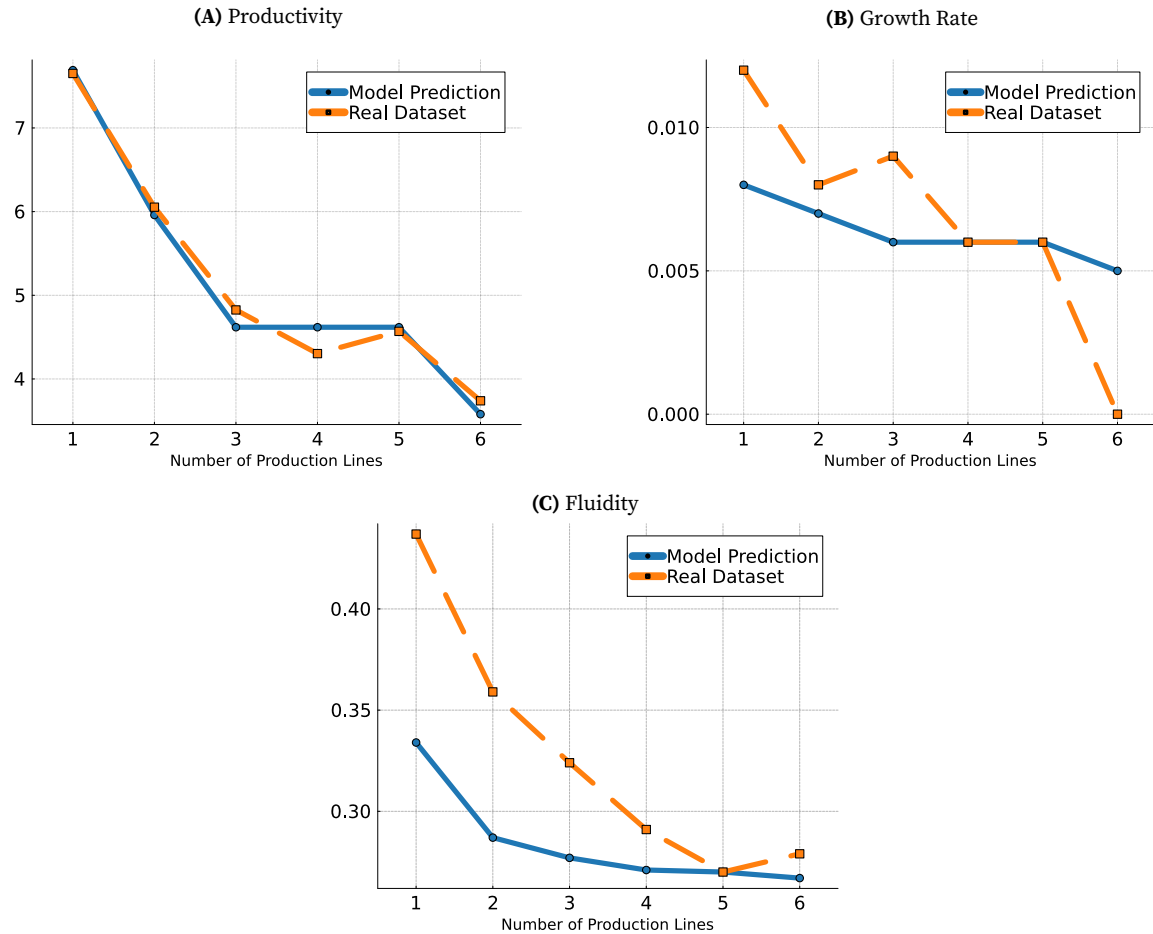 (A) Productivity
Model Prediction
Real Dataset
7
6
5
4
1 2 3 4 5 6
Number of Production Lines
(B) Growth Rate
Model Prediction
Real Dataset
0.010
0.005
0.000
1 2 3 4 5 6
Number of Production Lines
(C) Fluidity
Model Prediction
Real Dataset
0.40
0.35
0.30
1 2 3 4 5 6
Number of Production Lines